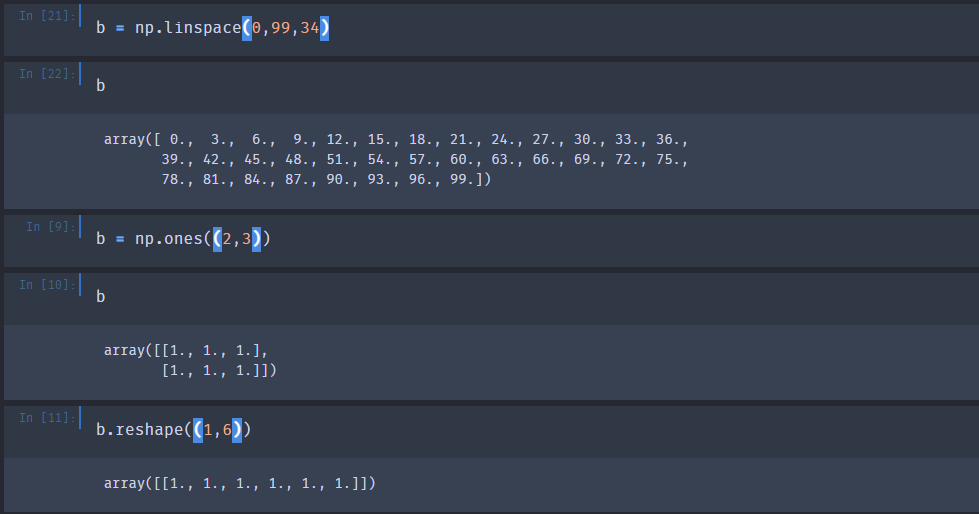 In [21]: b = np.linspace(0,99,34)
In [22]: b
array([ 0.,  3.,  6.,  9., 12., 15., 18., 21., 24., 27., 30., 33., 36.,
39., 42., 45., 48., 51., 54., 57., 60., 63., 66., 69., 72., 75.,
78., 81., 84., 87., 90., 93., 96., 99.])
In [9]: b = np.ones((2,3))
In [10]: b
array([[1., 1., 1.],
[1., 1., 1.]])
In [11]: b.reshape((1,6))
array([[1., 1., 1., 1., 1., 1.]])